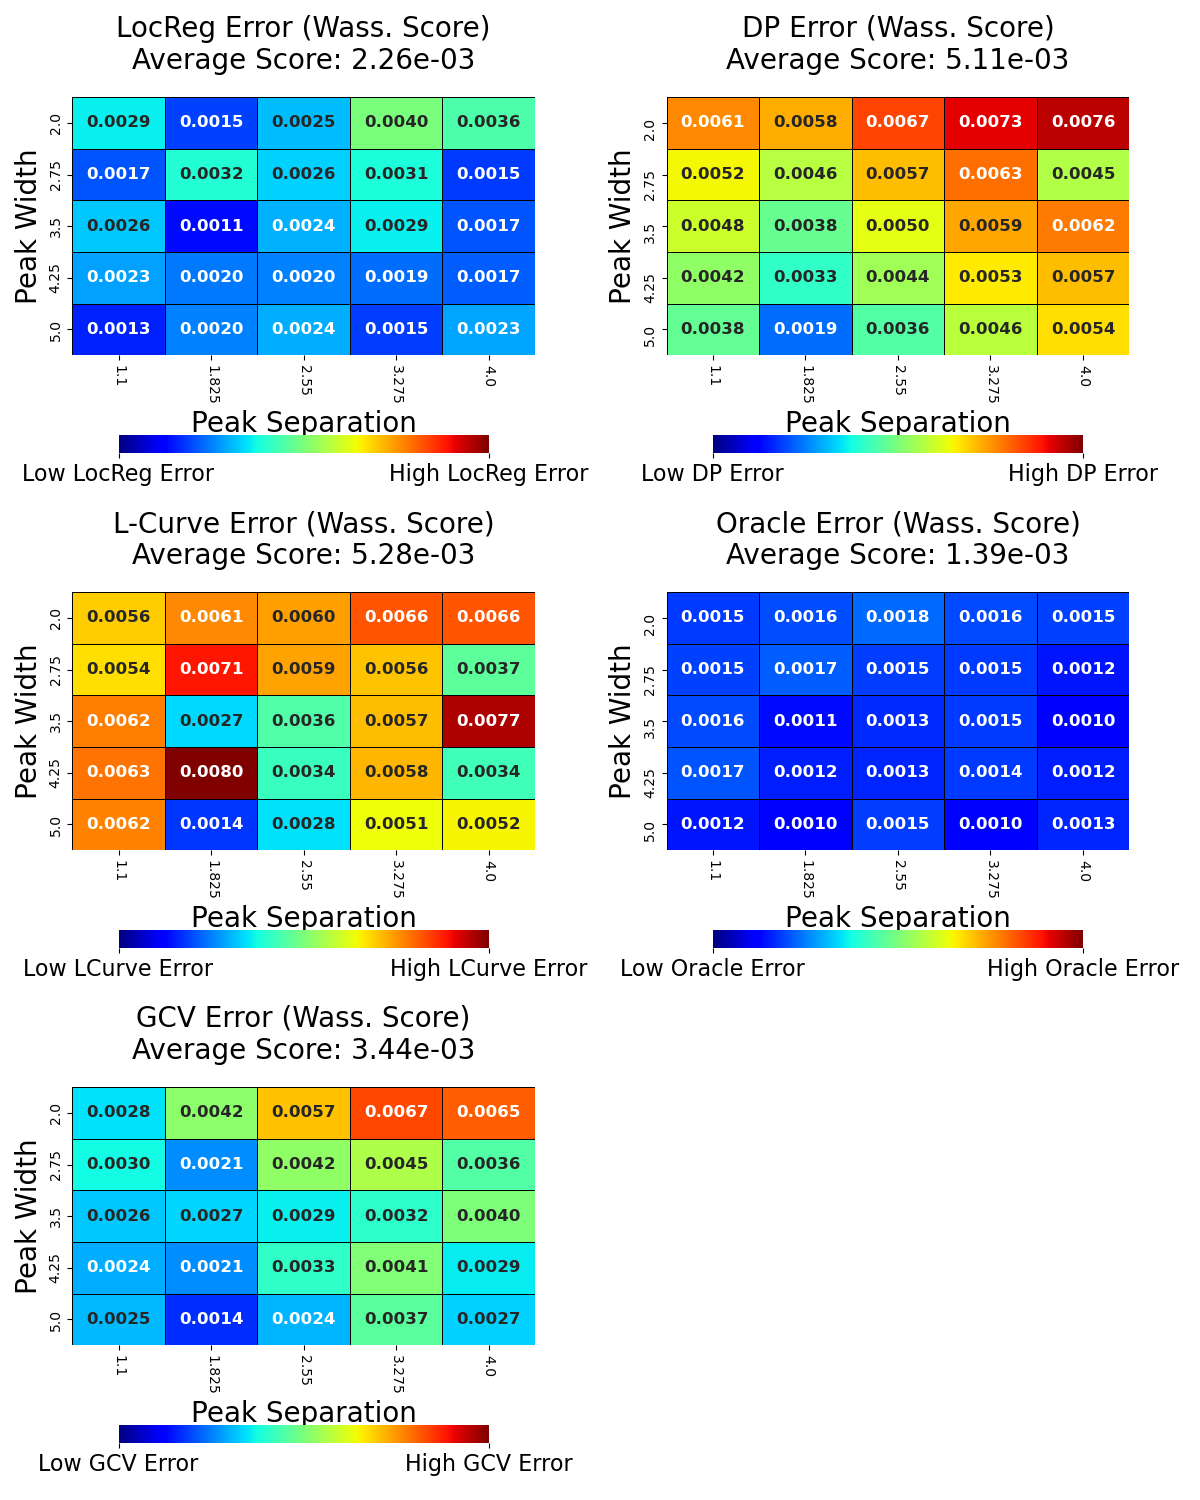 LocReg Error (Wass. Score)
Average Score: 2.26e-03
Peak Width
2.0 0.0029 0.0015 0.0025 0.0040 0.0036
2.75 0.0017 0.0032 0.0026 0.0031 0.0015
3.5 0.0026 0.0011 0.0024 0.0029 0.0017
4.25 0.0023 0.0020 0.0020 0.0019 0.0017
5.0 0.0013 0.0020 0.0024 0.0015 0.0023
1.1 1.825 2.55 3.275 4.0
Peak Separation
Low LocReg Error High LocReg Error
DP Error (Wass. Score)
Average Score: 5.11e-03
Peak Width
2.0 0.0061 0.0058 0.0067 0.0073 0.0076
2.75 0.0052 0.0046 0.0057 0.0063 0.0045
3.5 0.0048 0.0038 0.0050 0.0059 0.0062
4.25 0.0042 0.0033 0.0044 0.0053 0.0057
5.0 0.0038 0.0019 0.0036 0.0046 0.0054
1.1 1.825 2.55 3.275 4.0
Peak Separation
Low DP Error High DP Error
L-Curve Error (Wass. Score)
Average Score: 5.28e-03
Peak Width
2.0 0.0056 0.0061 0.0060 0.0066 0.0066
2.75 0.0054 0.0071 0.0059 0.0056 0.0037
3.5 0.0062 0.0027 0.0036 0.0057 0.0077
4.25 0.0063 0.0080 0.0034 0.0058 0.0034
5.0 0.0062 0.0014 0.0028 0.0051 0.0052
1.1 1.825 2.55 3.275 4.0
Peak Separation
Low LCurve Error High LCurve Error
Oracle Error (Wass. Score)
Average Score: 1.39e-03
Peak Width
2.0 0.0015 0.0016 0.0018 0.0016 0.0015
2.75 0.0015 0.0017 0.0015 0.0015 0.0012
3.5 0.0016 0.0011 0.0013 0.0015 0.0010
4.25 0.0017 0.0012 0.0013 0.0014 0.0012
5.0 0.0012 0.0010 0.0015 0.0010 0.0013
1.1 1.825 2.55 3.275 4.0
Peak Separation
Low Oracle Error High Oracle Error
GCV Error (Wass. Score)
Average Score: 3.44e-03
Peak Width
2.0 0.0028 0.0042 0.0057 0.0067 0.0065
2.75 0.0030 0.0021 0.0042 0.0045 0.0036
3.5 0.0026 0.0027 0.0029 0.0032 0.0040
4.25 0.0024 0.0021 0.0033 0.0041 0.0029
5.0 0.0025 0.0014 0.0024 0.0037 0.0027
1.1 1.825 2.55 3.275 4.0
Peak Separation
Low GCV Error High GCV Error